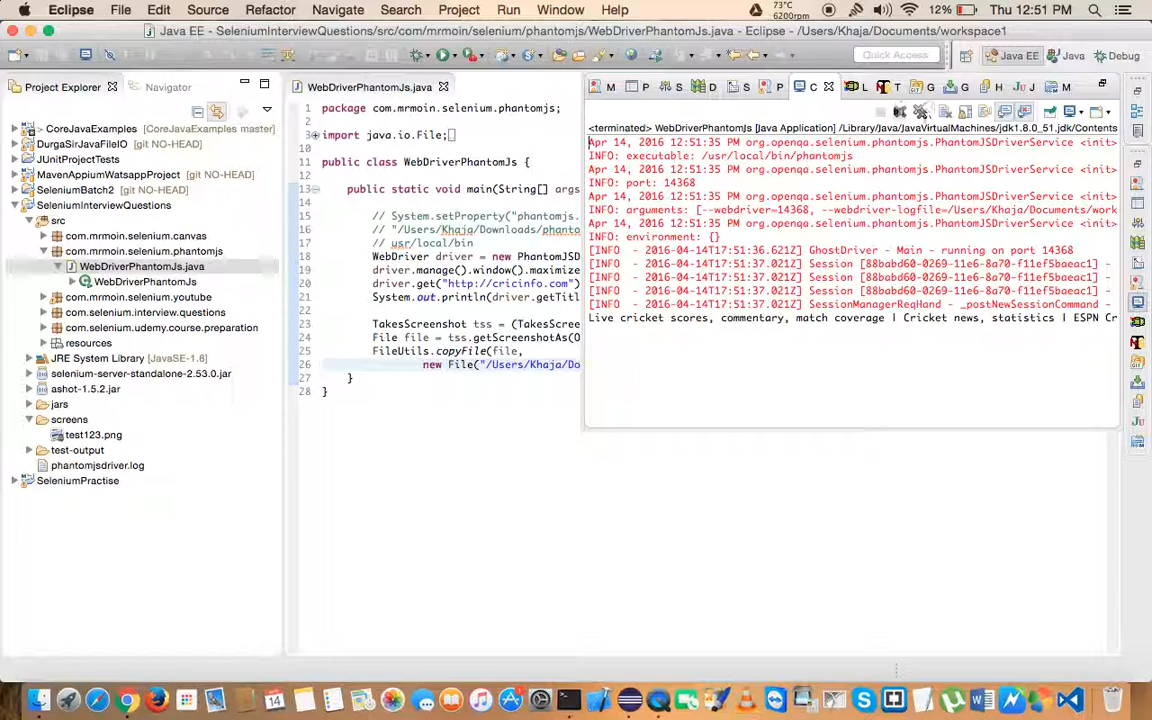 Eclipse File Edit Source Refactor Navigate Search Project Run Window Help 73°C 6200rpm 12% Thu 12:51 PM
Java EE - SeleniumInterviewQuestions/src/com/mrmoin/selenium/phantomjs/WebDriverPhantomJs.java - Eclipse - /Users/Khaja/Documents/workspace1
Quick Access Java EE Java Debug
Project Explorer Navigator
WebDriverPhantomJs.java
M P S D S P C L T G G H J M
> CoreJavaExamples [CoreJavaExamples master]
DurgaSirJavaFileIO [git NO-HEAD]
JUnitProjectTests
MavenAppiumWatsappProject [git NO-HEAD]
SeleniumBatch2 [git NO-HEAD]
SeleniumInterviewQuestions
src
com.mrmoin.selenium.canvas
com.mrmoin.selenium.phantomjs
WebDriverPhantomJs.java
WebDriverPhantomJs
com.mrmoin.selenium.youtube
com.selenium.interview.questions
com.selenium.udemy.course.preparation
resources
JRE System Library [JavaSE-1.8]
selenium-server-standalone-2.53.0.jar
ashot-1.5.2.jar
jars
screens
test123.png
test-output
phantomjsdriver.log
SeleniumPractise
1 package com.mrmoin.selenium.phantomjs;
2
3 import java.io.File;
10
11 public class WebDriverPhantomJs {
12
13 public static void main(String[] args
14
15 // System.setProperty("phantomjs.
16 // "/Users/Khaja/Downloads/phanto
17 // usr/local/bin
18 WebDriver driver = new PhantomJSD
19 driver.manage().window().maximize
20 driver.get("http://cricinfo.com")
21 System.out.println(driver.getTitl
22
23 TakesScreenshot tss = (TakesScree
24 File file = tss.getScreenshotAs(O
25 FileUtils.copyFile(file,
26 new File("/Users/Khaja/Do
27 }
28 }
<terminated> WebDriverPhantomJs [Java Application] /Library/Java/JavaVirtualMachines/jdk1.8.0_51.jdk/Contents
Apr 14, 2016 12:51:35 PM org.openqa.selenium.phantomjs.PhantomJSDriverService <init>
INFO: executable: /usr/local/bin/phantomjs
Apr 14, 2016 12:51:35 PM org.openqa.selenium.phantomjs.PhantomJSDriverService <init>
INFO: port: 14368
Apr 14, 2016 12:51:35 PM org.openqa.selenium.phantomjs.PhantomJSDriverService <init>
INFO: arguments: [--webdriver=14368, --webdriver-logfile=/Users/Khaja/Documents/work
Apr 14, 2016 12:51:35 PM org.openqa.selenium.phantomjs.PhantomJSDriverService <init>
INFO: environment: {}
[INFO - 2016-04-14T17:51:36.621Z] GhostDriver - Main - running on port 14368
[INFO - 2016-04-14T17:51:37.021Z] Session [88babd60-0269-11e6-8a70-f11ef5baeac1] -
[INFO - 2016-04-14T17:51:37.021Z] Session [88babd60-0269-11e6-8a70-f11ef5baeac1] -
[INFO - 2016-04-14T17:51:37.021Z] Session [88babd60-0269-11e6-8a70-f11ef5baeac1] -
[INFO - 2016-04-14T17:51:37.021Z] SessionManagerReqHand - _postNewSessionCommand -
Live cricket scores, commentary, match coverage | Cricket news, statistics | ESPN Cr